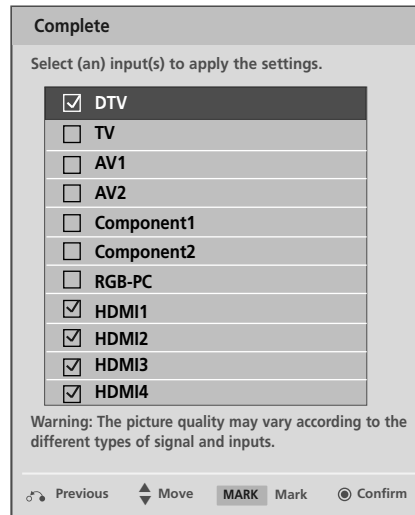 Complete
Select (an) input(s) to apply the settings.
DTV
TV
AV1
AV2
Component1
Component2
RGB-PC
HDMI1
HDMI2
HDMI3
HDMI4
Warning: The picture quality may vary according to the
different types of signal and inputs.
Previous Move MARK Mark Confirm